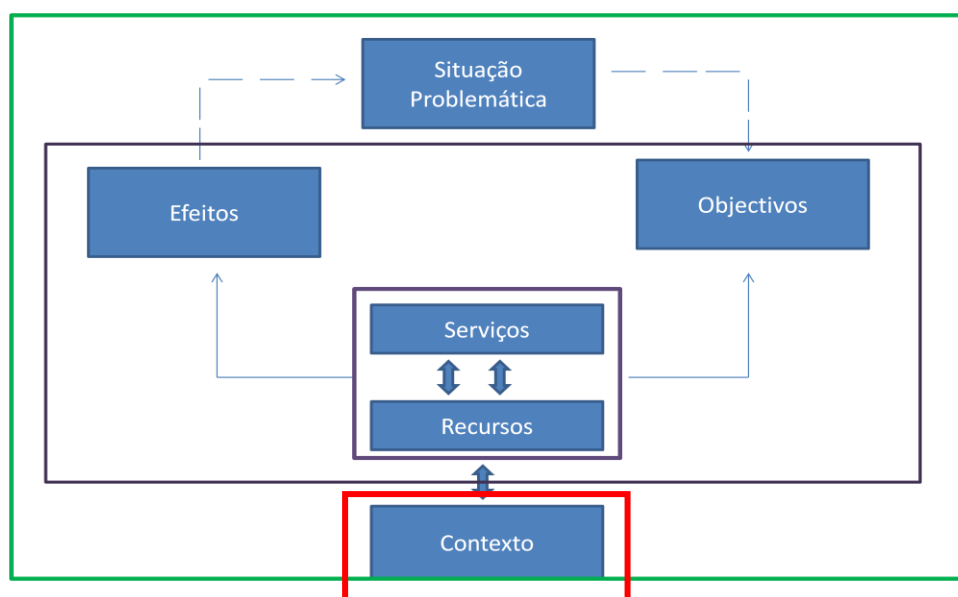 Situação
Problemática
Efeitos
Objectivos
Serviços
Recursos
Contexto